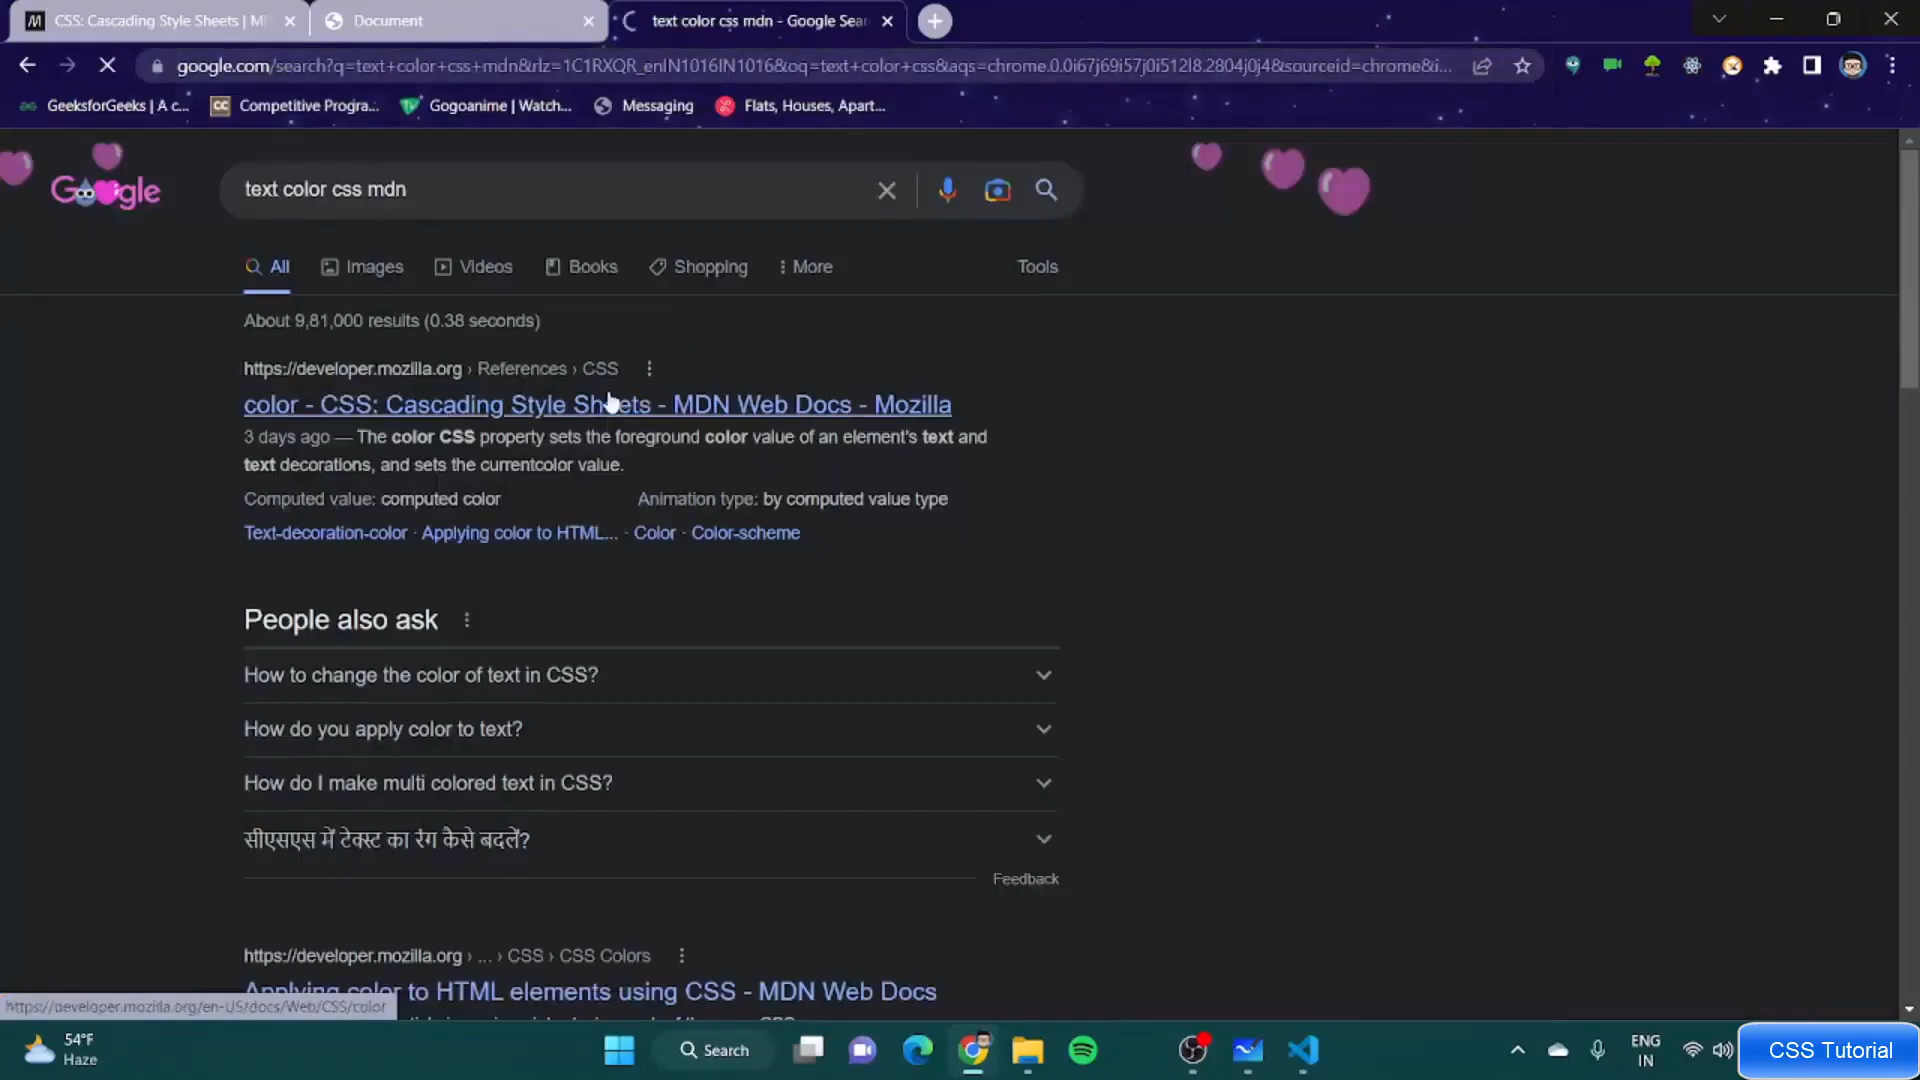 CSS: Cascading Style Sheets | M
Document
text color css mdn - Google Sear
google.com/search?q=text+color+css+mdn&rlz=1C1RXQR_enIN1016IN1016&oq=text+color+css&aqs=chrome.0.0i67j69i57j0i512l8.2804j0j4&sourceid=chrome&i...
GeeksforGeeks | A c...
CC Competitive Progra...
Gogoanime | Watch...
Messaging
Flats, Houses, Apart...
Google
text color css mdn
All
Images
Videos
Books
Shopping
More
Tools
About 9,81,000 results (0.38 seconds)
https://developer.mozilla.org › References › CSS
color - CSS: Cascading Style Sheets - MDN Web Docs - Mozilla
3 days ago — The color CSS property sets the foreground color value of an element's text and
text decorations, and sets the currentcolor value.
Computed value: computed color
Animation type: by computed value type
Text-decoration-color · Applying color to HTML... · Color · Color-scheme
People also ask
How to change the color of text in CSS?
How do you apply color to text?
How do I make multi colored text in CSS?
सीएसएस में टेक्स्ट का रंग कैसे बदलें?
Feedback
https://developer.mozilla.org › ... › CSS › CSS Colors
Applying color to HTML elements using CSS - MDN Web Docs
https://developer.mozilla.org/en-US/docs/Web/CSS/color
54°F
Haze
Search
ENG
IN
CSS Tutorial